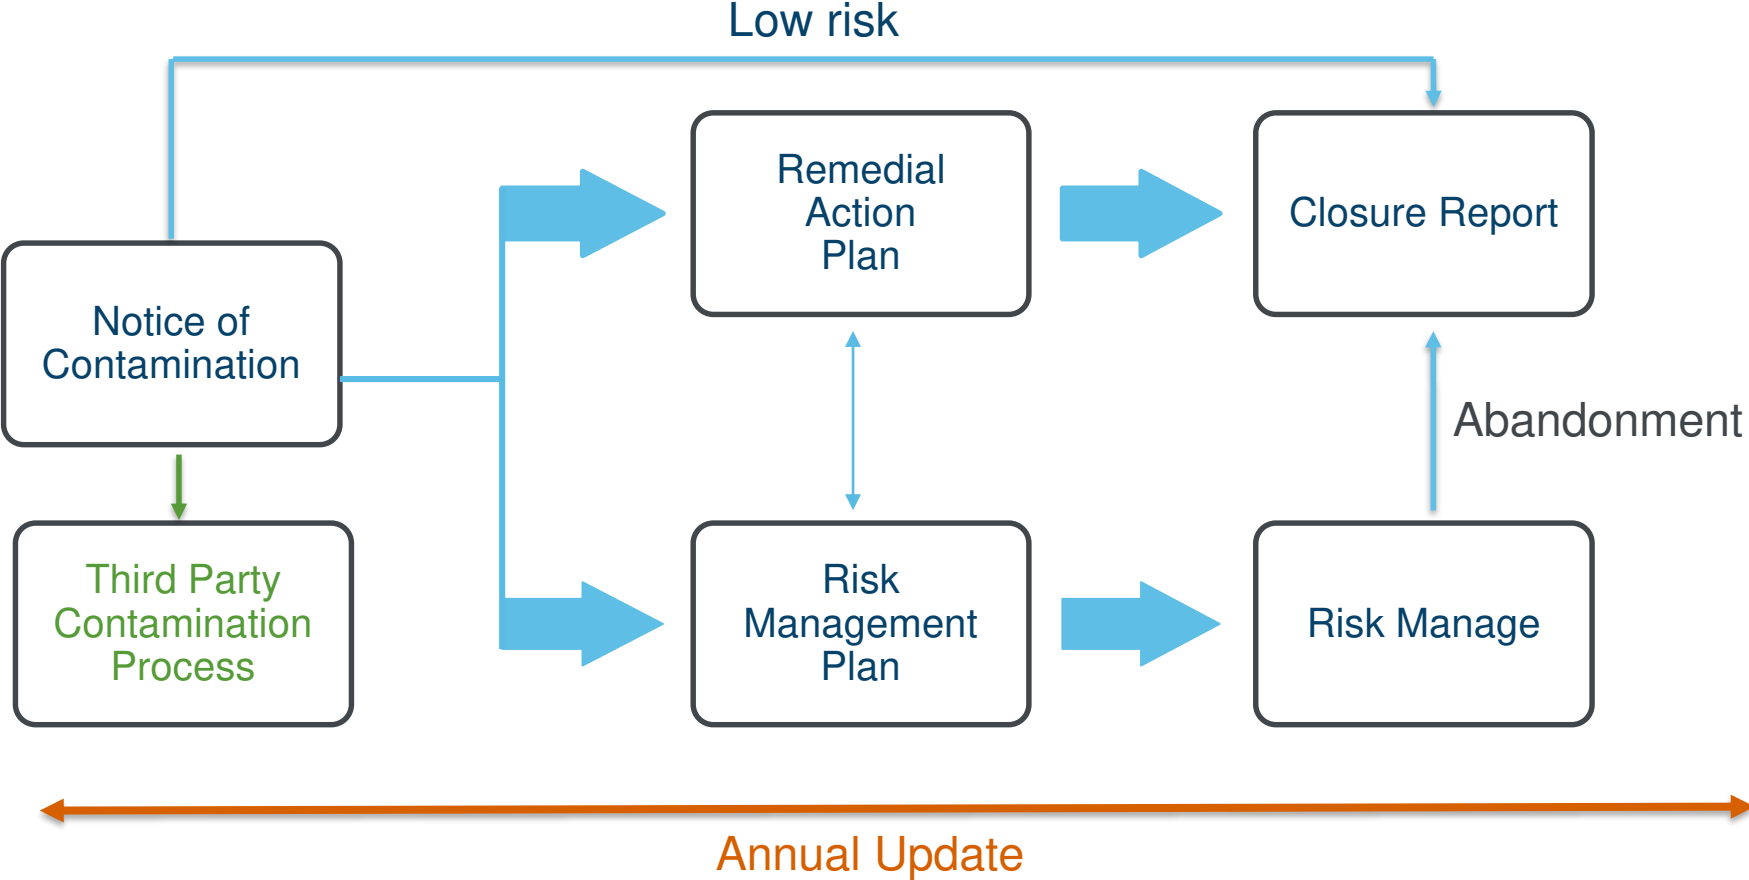 Low risk
Remedial
Action
Plan
Closure Report
Notice of
Contamination
Abandonment
Third Party
Contamination
Process
Risk
Management
Plan
Risk Manage
Annual Update